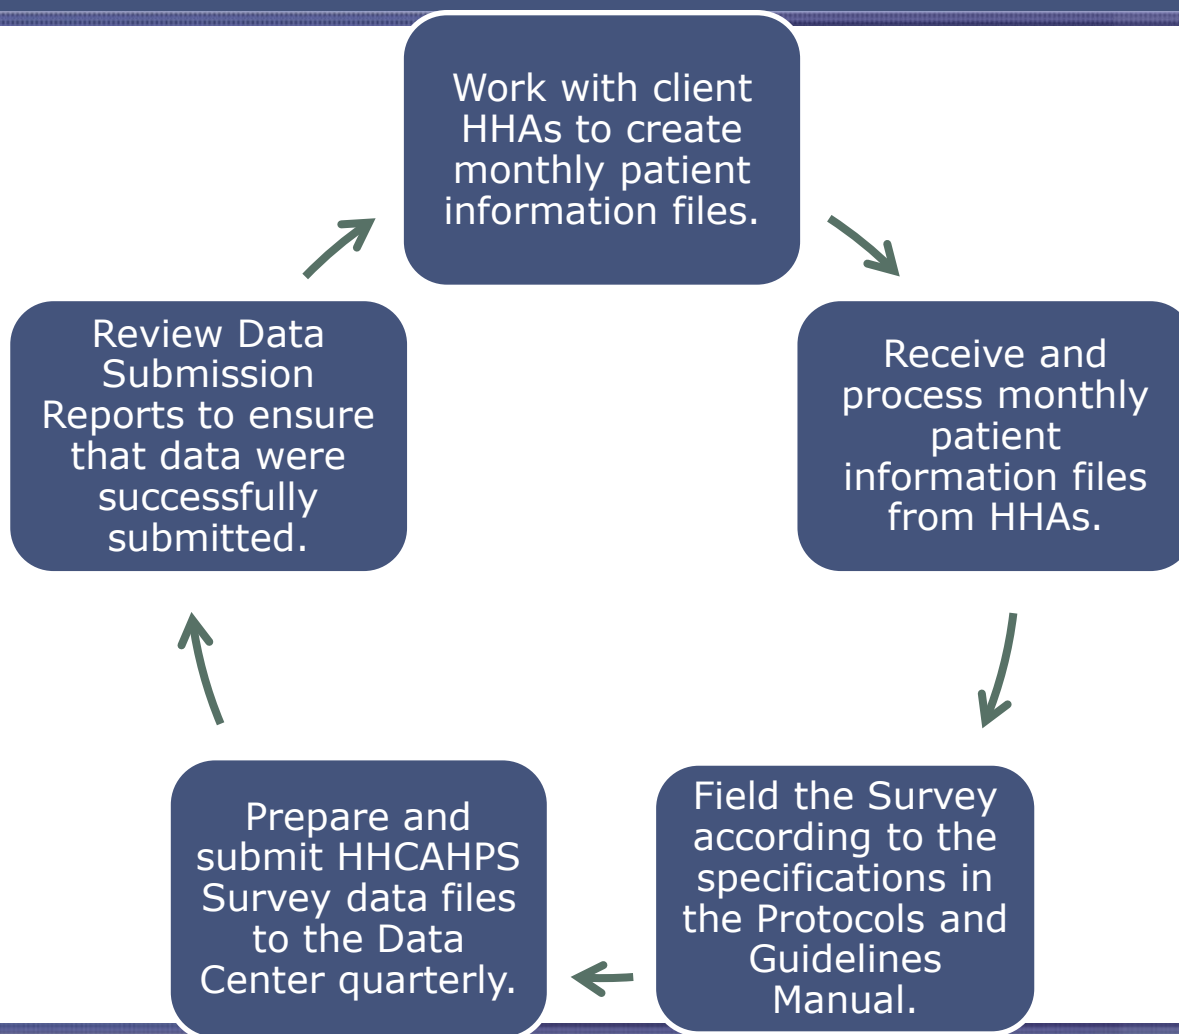 Work with client
HHAs to create
monthly patient
information files.
Receive and
process monthly
patient
information files
from HHAs.
Field the Survey
according to the
specifications in
the Protocols and
Guidelines
Manual.
Prepare and
submit HHCAHPS
Survey data files
to the Data
Center quarterly.
Review Data
Submission
Reports to ensure
that data were
successfully
submitted.